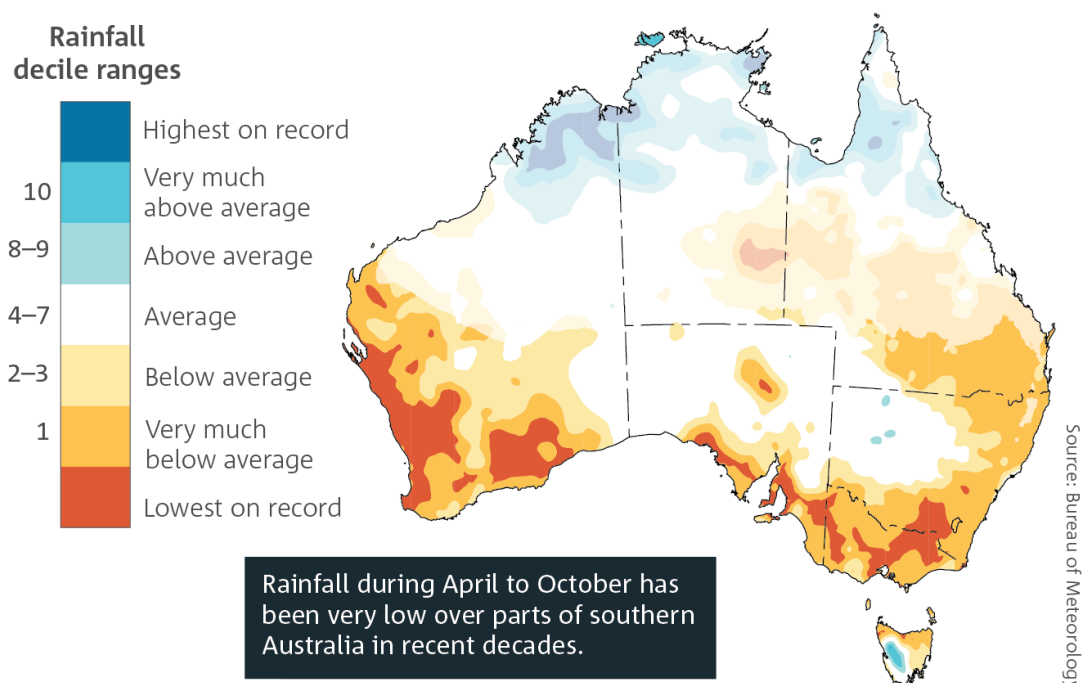 Rainfall
decile ranges
Highest on record
10
Very much
above average
8–9
Above average
4–7
Average
2–3
Below average
1
Very much
below average
Lowest on record
Rainfall during April to October has
been very low over parts of southern
Australia in recent decades.
Source: Bureau of Meteorology